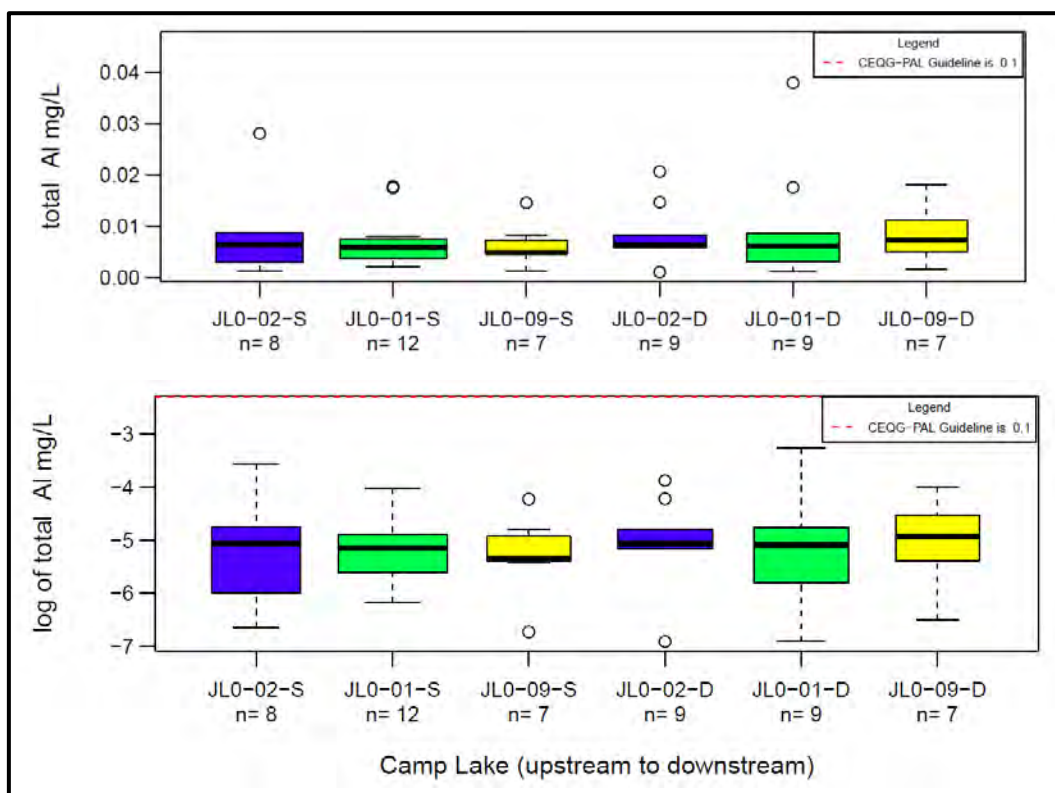 total Al mg/L
0.04
0.03
0.02
0.01
0.00
Legend
CEQG-PAL Guideline is 0.1
JL0-02-S JL0-01-S JL0-09-S JL0-02-D JL0-01-D JL0-09-D
n= 8 n= 12 n= 7 n= 9 n= 9 n= 7
log of total Al mg/L
-3
-4
-5
-6
-7
Legend
CEQG-PAL Guideline is 0.1
JL0-02-S JL0-01-S JL0-09-S JL0-02-D JL0-01-D JL0-09-D
n= 8 n= 12 n= 7 n= 9 n= 9 n= 7
Camp Lake (upstream to downstream)